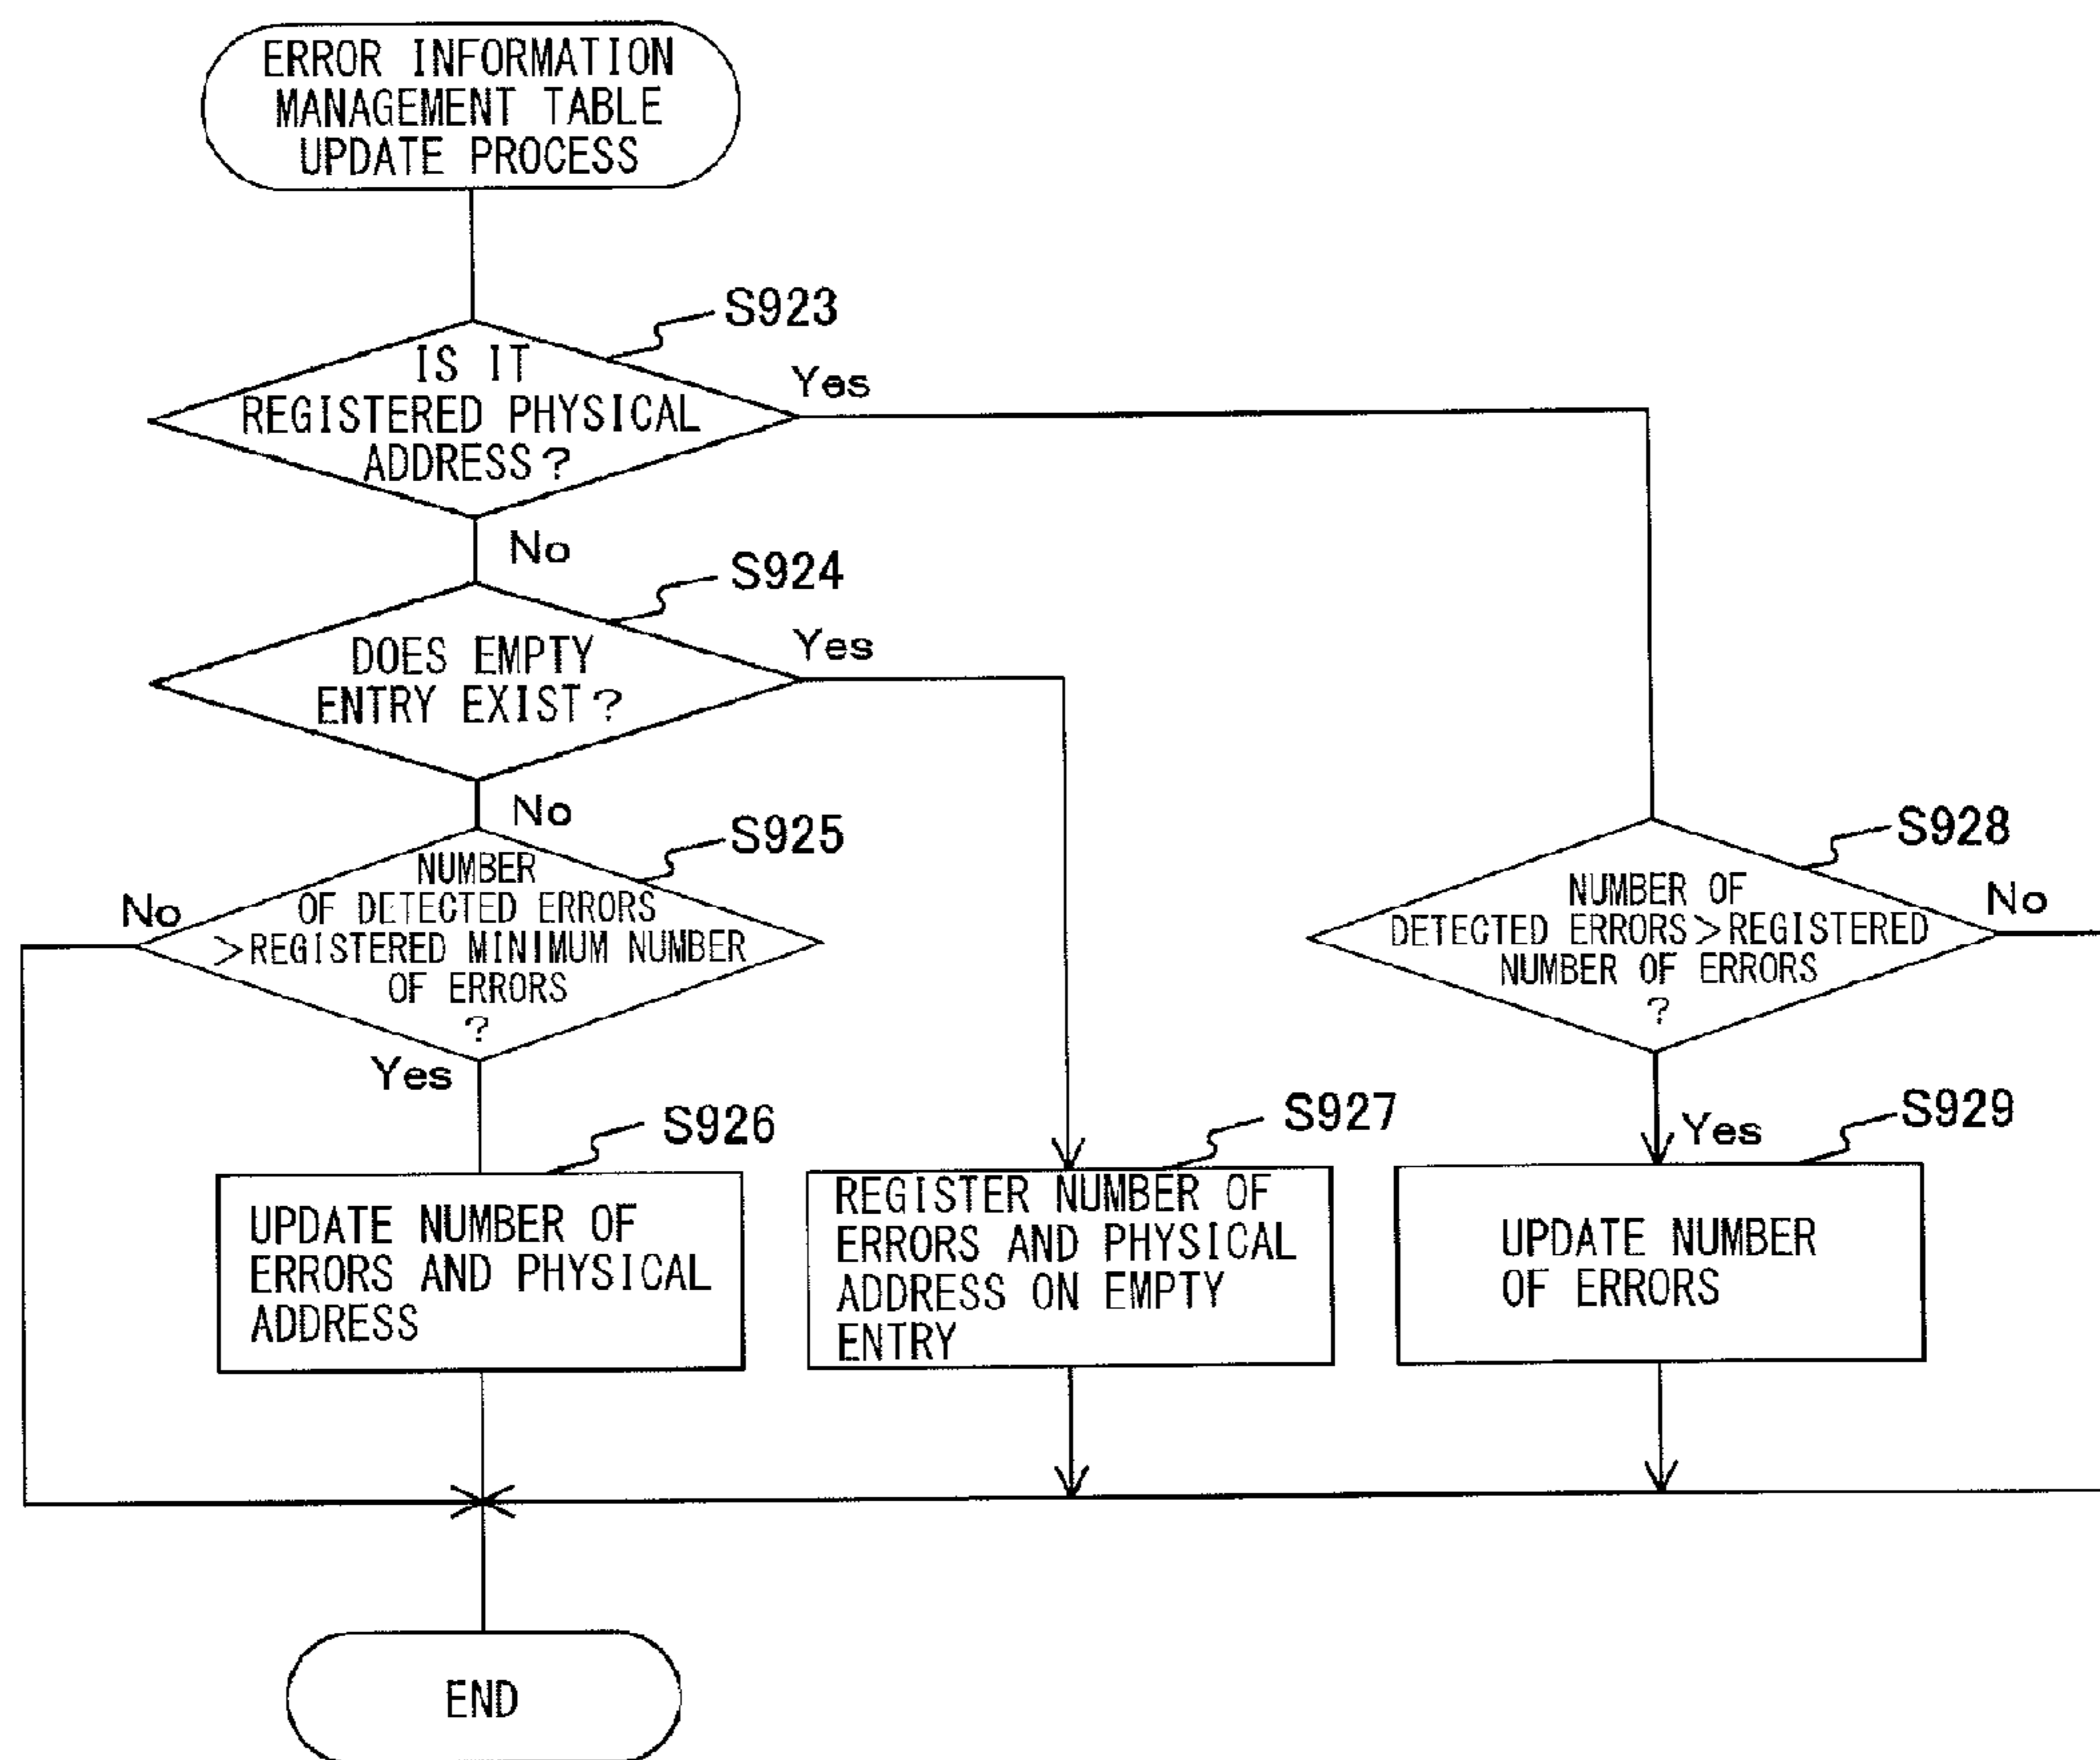 ERROR INFORMATION
MANAGEMENT TABLE
UPDATE PROCESS
S923
IS IT
REGISTERED PHYSICAL
ADDRESS?
Yes
No
S924
DOES EMPTY
ENTRY EXIST?
Yes
No
S925
NUMBER
OF DETECTED ERRORS
>REGISTERED MINIMUM NUMBER
OF ERRORS
?
No
Yes
S928
NUMBER OF
DETECTED ERRORS>REGISTERED
NUMBER OF ERRORS
?
No
Yes
S926
UPDATE NUMBER OF
ERRORS AND PHYSICAL
ADDRESS
S927
REGISTER NUMBER OF
ERRORS AND PHYSICAL
ADDRESS ON EMPTY
ENTRY
S929
UPDATE NUMBER
OF ERRORS
END